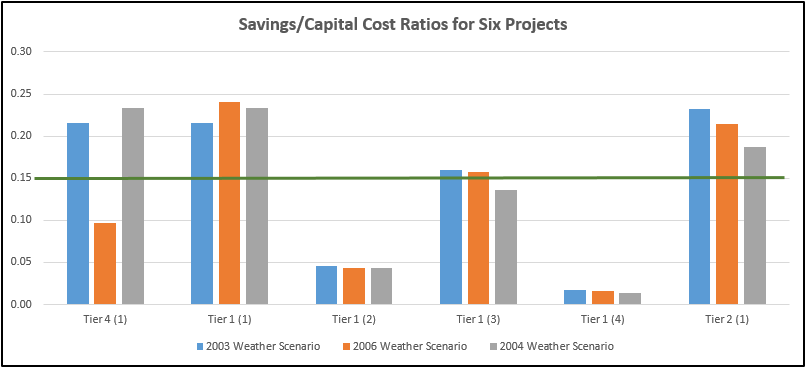 Savings/Capital Cost Ratios for Six Projects
0.30
0.25
0.20
0.15
0.10
0.05
0.00
Tier 4 (1) Tier 1 (1) Tier 1 (2) Tier 1 (3) Tier 1 (4) Tier 2 (1)
2003 Weather Scenario 2006 Weather Scenario 2004 Weather Scenario